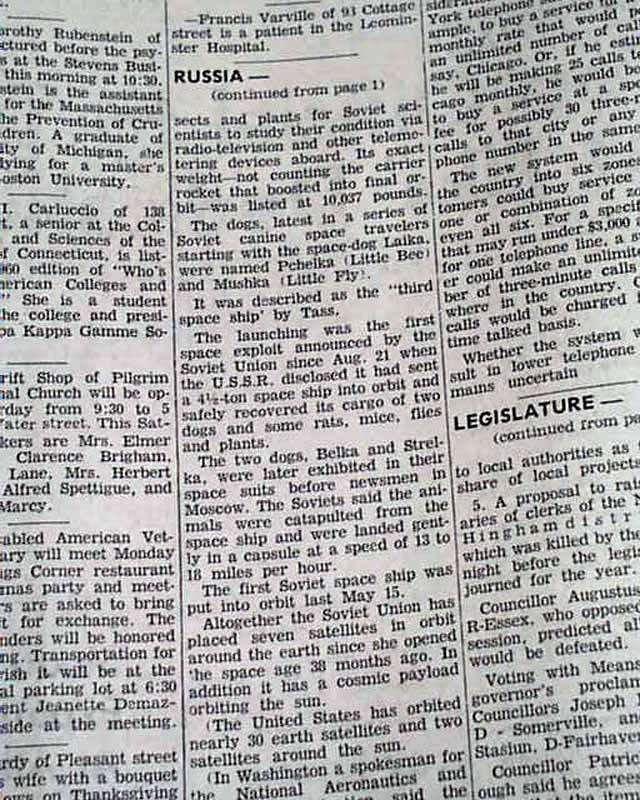 orothy Rubenstein of
ctured before the psy-
s at the Stevens Busi-
this morning at 10:30.
stein is the assistant
for the Massachusetts
he Prevention of Cru-
dren. A graduate of
ity of Michigan, she
lying for a master's
oston University.
I. Carluccio of 138
t, a senior at the Col-
and Sciences of the
f Connecticut, is list-
960 edition of "Who's
nerican Colleges and
" She is a student
he college and presi-
pa Kappa Gamme So-
rift Shop of Pilgrim
nal Church will be op-
rday from 9:30 to 5
ater street. This Sat-
kers are Mrs. Elmer
Clarence Brigham,
Lane, Mrs. Herbert
Alfred Spettigue, and
Marcy.
abled American Vet-
ary will meet Monday
gs Corner restaurant
mas party and meet-
rs are asked to bring
t for exchange. The
nders will be honored
ng. Transportation for
rish it will be at the
al parking lot at 6:30
ent Jeanette Demaz-
side at the meeting.
rdy of Pleasant street
s wife with a bouquet
ows on Thanksgiving
—Francis Varville of 93 Cottage
street is a patient in the Leomin-
ster Hospital.
RUSSIA —
(continued from page 1)
sects and plants for Soviet sci-
entists to study their condition via
radio-television and other teleme-
tering devices aboard. Its exact
weight—not counting the carrier
rocket that boosted into final or-
bit—was listed at 10,037 pounds.
The dogs, latest in a series of
Soviet canine space travelers
starting with the space-dog Laika,
were named Pchelka (Little Bee)
and Mushka (Little Fly).
It was described as the "third
space ship' by Tass.
The launching was the first
space exploit announced by the
Soviet Union since Aug. 21 when
the U.S.S.R. disclosed it had sent
a 4½-ton space ship into orbit and
safely recovered its cargo of two
dogs and some rats, mice, flies
and plants.
The two dogs, Belka and Strel-
ka, were later exhibited in their
space suits before newsmen in
Moscow. The Soviets said the ani-
mals were catapulted from the
space ship and were landed gent-
ly in a capsule at a speed of 13 to
18 miles per hour.
The first Soviet space ship was
put into orbit last May 15.
Altogether the Soviet Union has
placed seven satellites in orbit
around the earth since she opened
'he space age 38 months ago. In
addition it has a cosmic payload
orbiting the sun.
(The United States has orbited
nearly 30 earth satellites and two
satellites around the sun.
(In Washington a spokesman for
the National Aeronautics and
said the
York telephone
ample, to buy a service
monthly rate that would
an unlimited number of cal
say, Chicago. Or, if he estim
he will be making 25 calls t
cago monthly, he would be
to buy a service at a spe
fee for possibly 30 three-
calls to that city or any
phone number in the same
The new system would
the country into six zones
tomers could buy service
one or combination of zo
even all six. For a specif
that may run under $3,000
for one telephone line, a s
er could make an unlimite
ber of three-minute calls
where in the country. C
calls would be charged
time talked basis.
Whether the system w
sult in lower telephone
mains uncertain
LEGISLATURE —
(continued from pa
to local authorities as
share of local projects
5. A proposal to rais
aries of clerks of the
Hingham distr
which was killed by the
night before the legi
journed for the year.
Councillor Augustus
R-Essex, who oppose
session, predicted al
would be defeated.
Voting with Means
governor's proclam
Councillors Joseph
D - Somerville, an
Stasiun, D-Fairhaven
Councillor Patric
ough said he agree